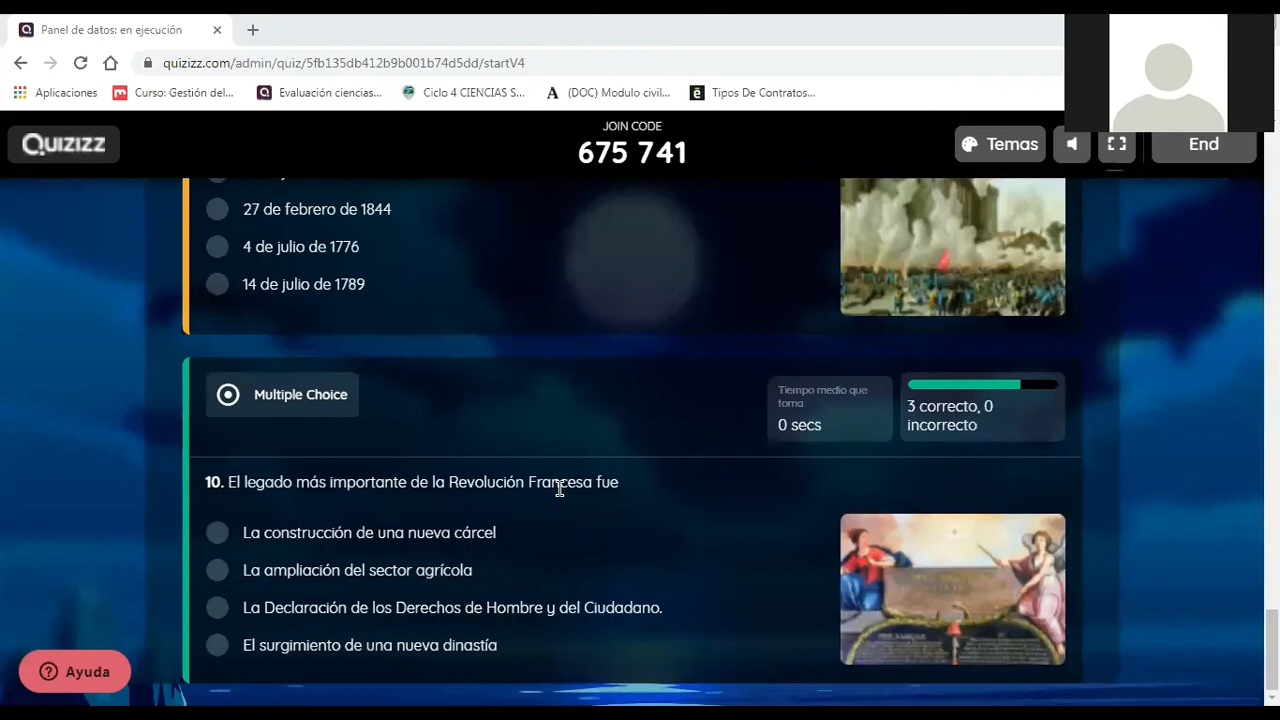 Panel de datos: en ejecución
quizizz.com/admin/quiz/5fb135db412b9b001b74d5dd/startV4
Aplicaciones
Curso: Gestión del...
Evaluación ciencias...
Ciclo 4 CIENCIAS S...
(DOC) Modulo civil...
Tipos De Contratos...
Quizizz
JOIN CODE
675 741
Temas
End
27 de febrero de 1844
4 de julio de 1776
14 de julio de 1789
Multiple Choice
Tiempo medio que
toma
0 secs
3 correcto, 0
incorrecto
10. El legado más importante de la Revolución Francesa fue
La construcción de una nueva cárcel
La ampliación del sector agrícola
La Declaración de los Derechos de Hombre y del Ciudadano.
El surgimiento de una nueva dinastía
Ayuda